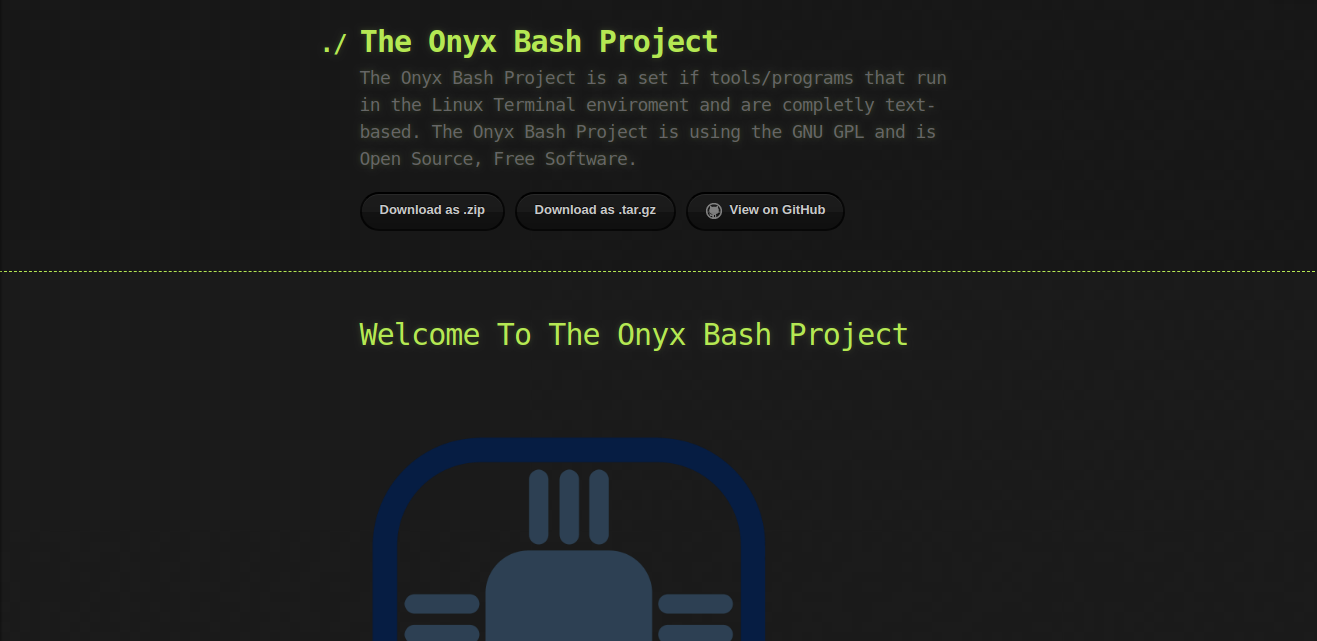 ./ The Onyx Bash Project
The Onyx Bash Project is a set if tools/programs that run
in the Linux Terminal enviroment and are completly text-
based. The Onyx Bash Project is using the GNU GPL and is
Open Source, Free Software.
Download as .zip Download as .tar.gz View on GitHub
Welcome To The Onyx Bash Project